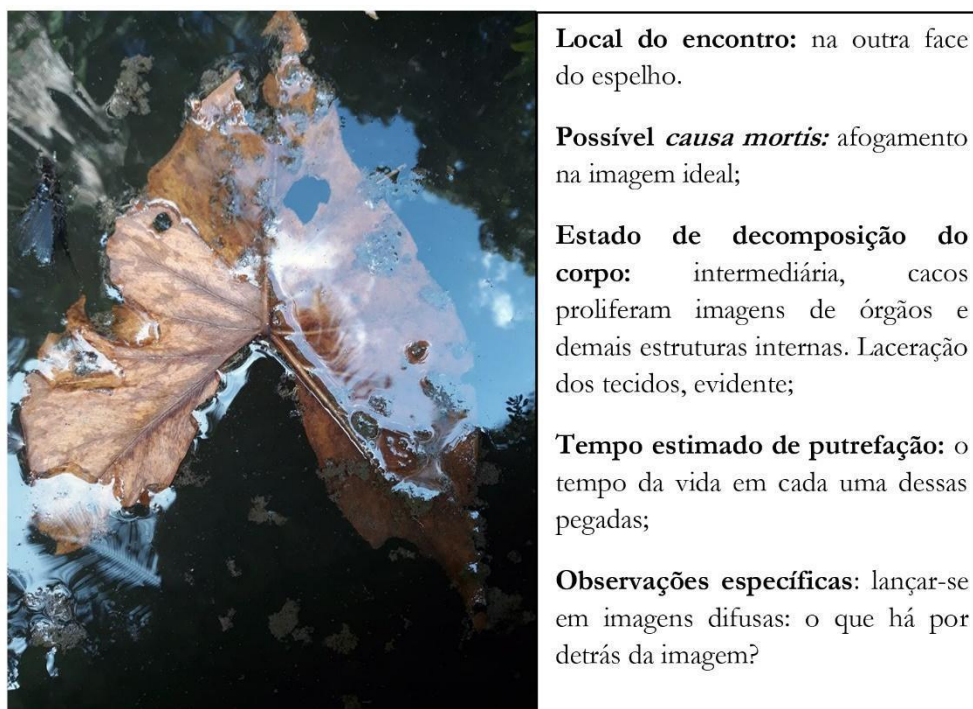 Local do encontro: na outra face
do espelho.
Possível causa mortis: afogamento
na imagem ideal;
Estado de decomposição do
corpo: intermediária, cacos
proliferam imagens de órgãos e
demais estruturas internas. Laceração
dos tecidos, evidente;
Tempo estimado de putrefação: o
tempo da vida em cada uma dessas
pegadas;
Observações específicas: lançar-se
em imagens difusas: o que há por
detrás da imagem?